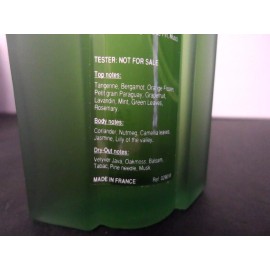 TESTER: NOT FOR SALE
Top notes:
Tangerine, Bergamot, Orange Flower,
Petit grain Paraguay, Grapefruit,
Lavandin, Mint, Green Leaves,
Rosemary.
Body notes:
Coriander, Nutmeg, Camellia leaves,
Jasmine, Lily of the valley.
Dry-Out notes:
Vetyver Java, Oakmoss, Balsam,
Tabac, Pine needle, Musk.
MADE IN FRANCE